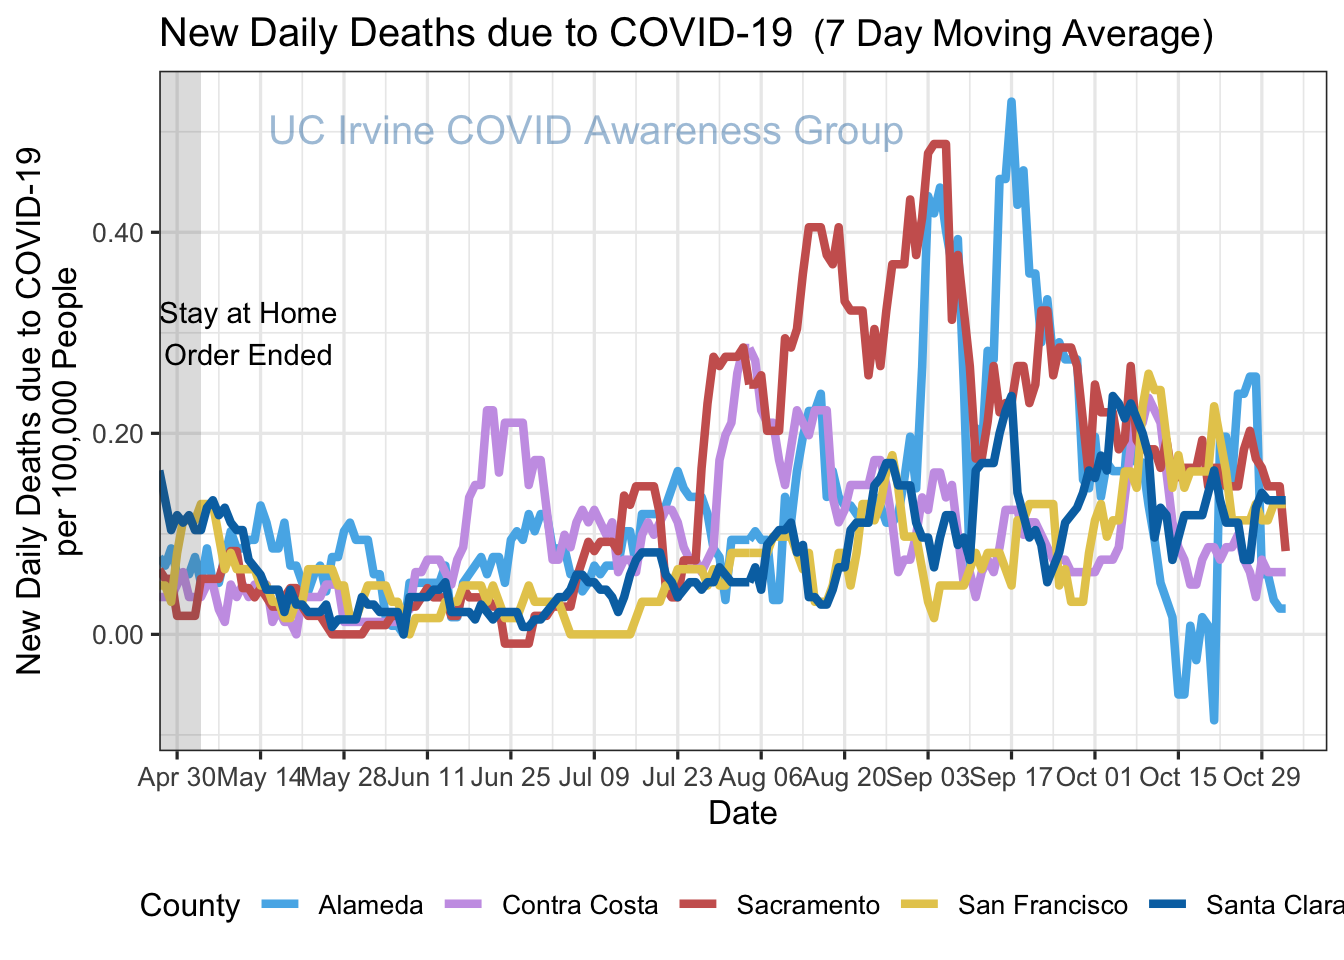 New Daily Deaths due to COVID-19 (7 Day Moving Average)
UC Irvine COVID Awareness Group
New Daily Deaths due to COVID-19
per 100,000 People
0.40
0.20
0.00
Stay at Home
Order Ended
Apr 30 May 14 May 28 Jun 11 Jun 25 Jul 09 Jul 23 Aug 06 Aug 20 Sep 03 Sep 17 Oct 01 Oct 15 Oct 29
Date
County Alameda Contra Costa Sacramento San Francisco Santa Clara